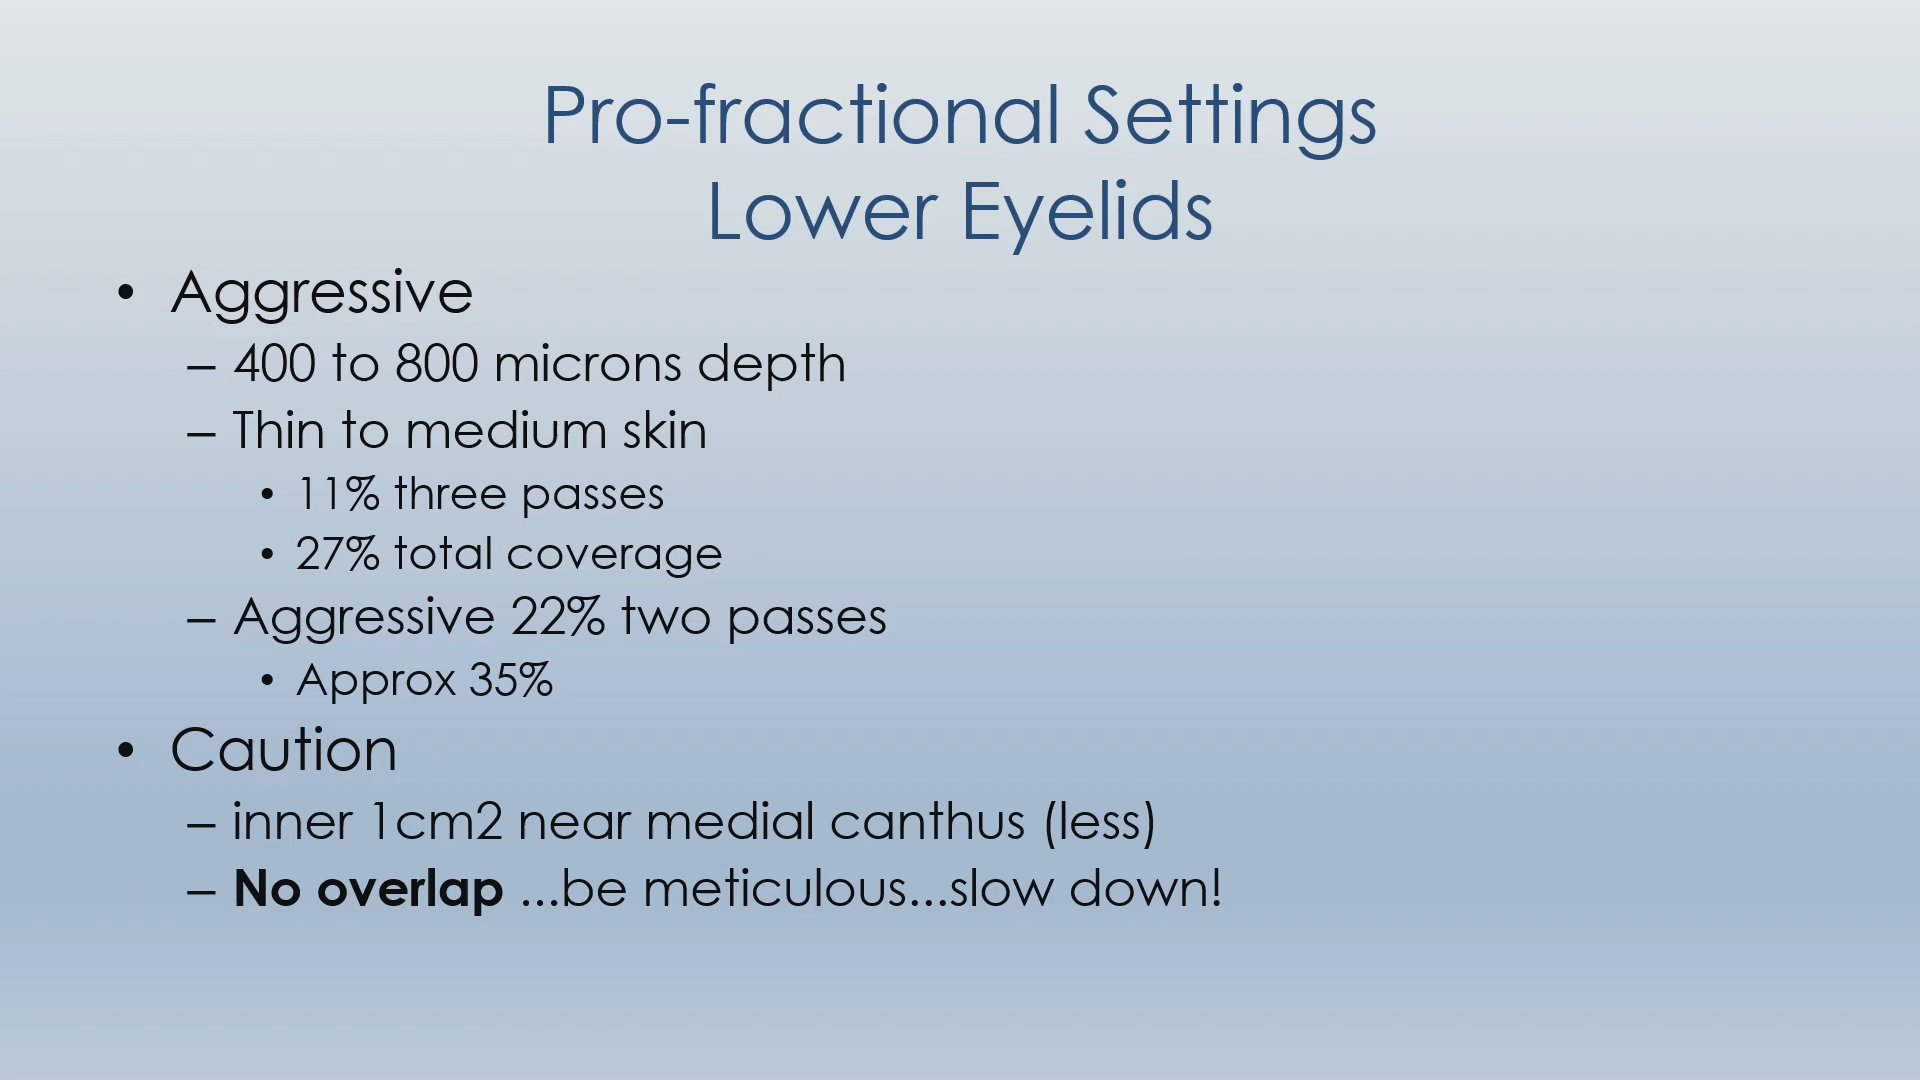 Pro-fractional Settings
Lower Eyelids
• Aggressive
– 400 to 800 microns depth
– Thin to medium skin
• 11% three passes
• 27% total coverage
– Aggressive 22% two passes
• Approx 35%
• Caution
– inner 1cm2 near medial canthus (less)
– No overlap ...be meticulous...slow down!